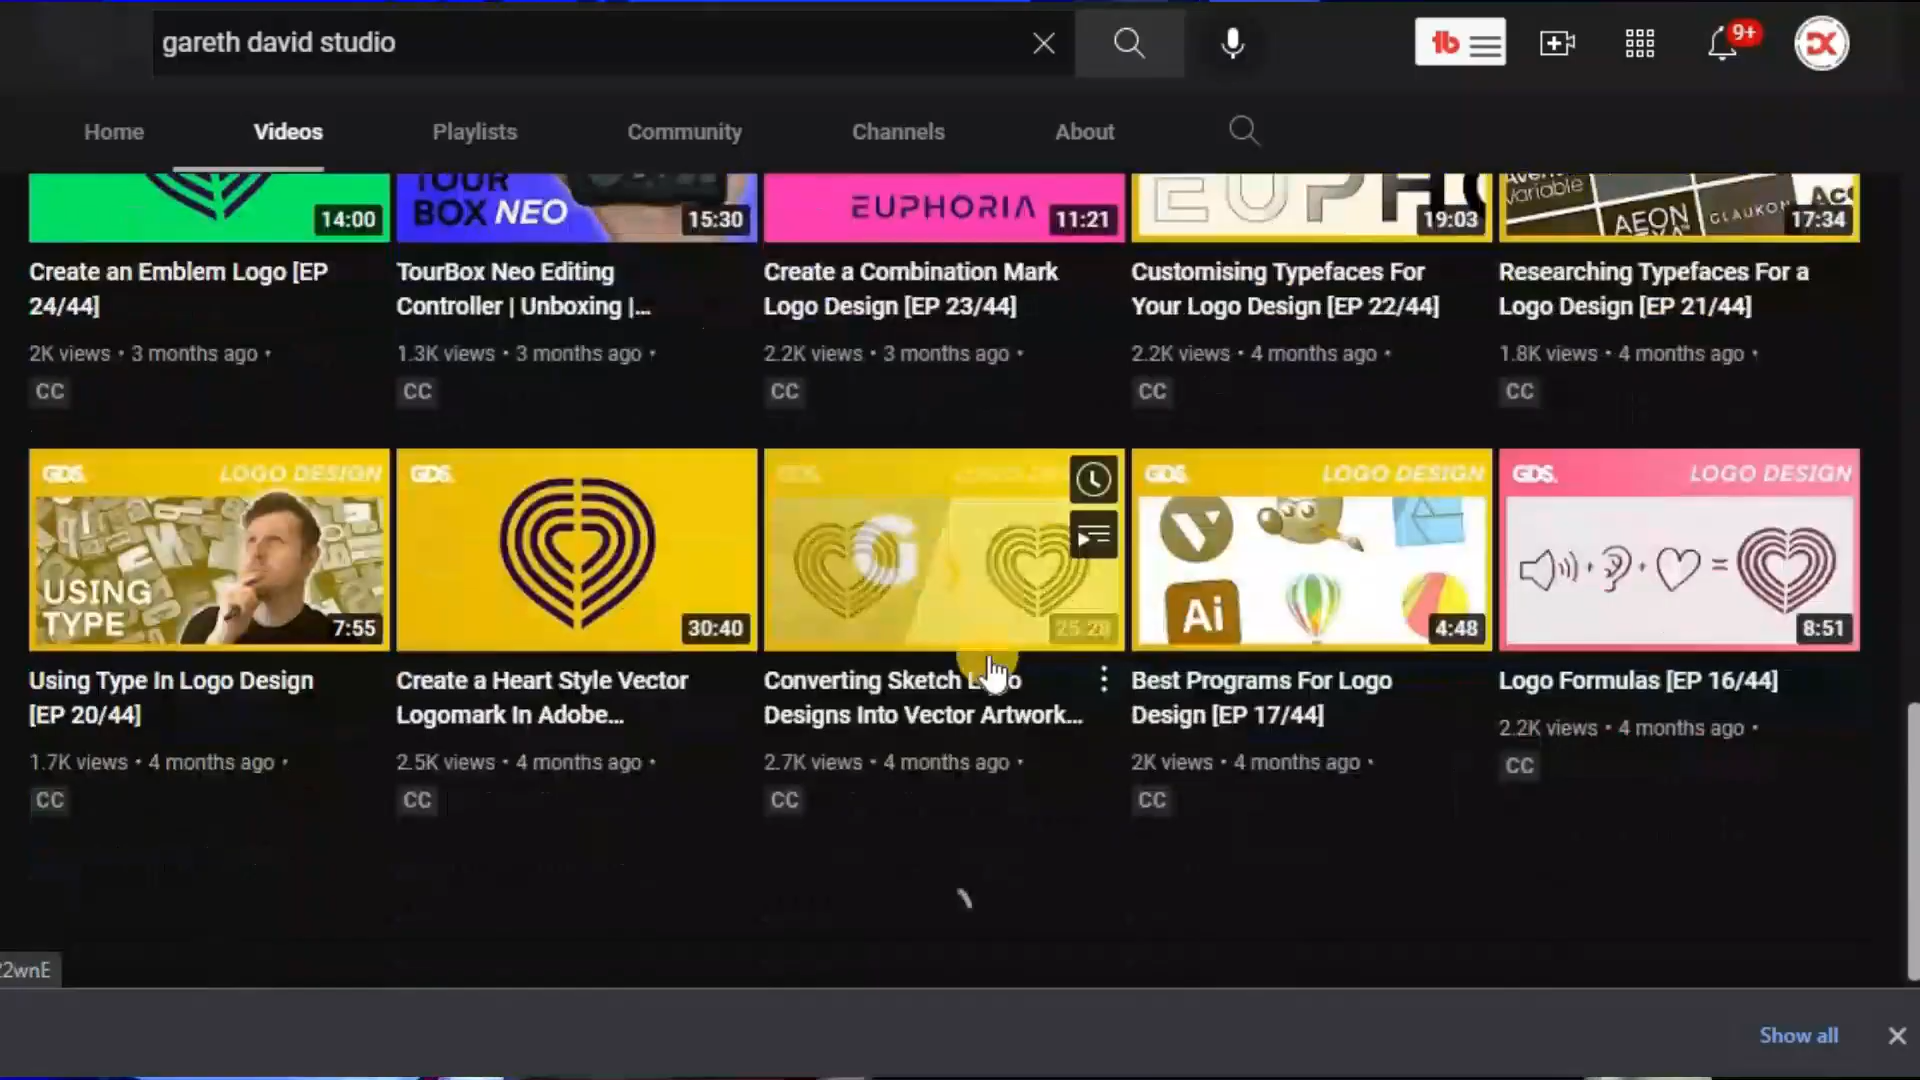 gareth david studio
9+
Home Videos Playlists Community Channels About
14:00
TOUR
BOX NEO
15:30
EUPHORIA
11:21
19:03
Variable
AEON
GLAUKON
17:34
Create an Emblem Logo [EP
24/44]
2K views • 3 months ago •
CC
TourBox Neo Editing
Controller | Unboxing |...
1.3K views • 3 months ago •
CC
Create a Combination Mark
Logo Design [EP 23/44]
2.2K views • 3 months ago •
CC
Customising Typefaces For
Your Logo Design [EP 22/44]
2.2K views • 4 months ago •
CC
Researching Typefaces For a
Logo Design [EP 21/44]
1.8K views • 4 months ago •
CC
GDS. LOGO DESIGN
USING
TYPE
7:55
GDS.
30:40
GDS.
G
GDS. LOGO DESIGN
Ai
4:48
GDS. LOGO DESIGN
8:51
Using Type In Logo Design
[EP 20/44]
1.7K views • 4 months ago •
CC
Create a Heart Style Vector
Logomark In Adobe...
2.5K views • 4 months ago •
CC
Converting Sketch
Designs Into Vector Artwork...
2.7K views • 4 months ago •
CC
Best Programs For Logo
Design [EP 17/44]
2K views • 4 months ago •
CC
Logo Formulas [EP 16/44]
2.2K views • 4 months ago •
CC
22wnE
Show all